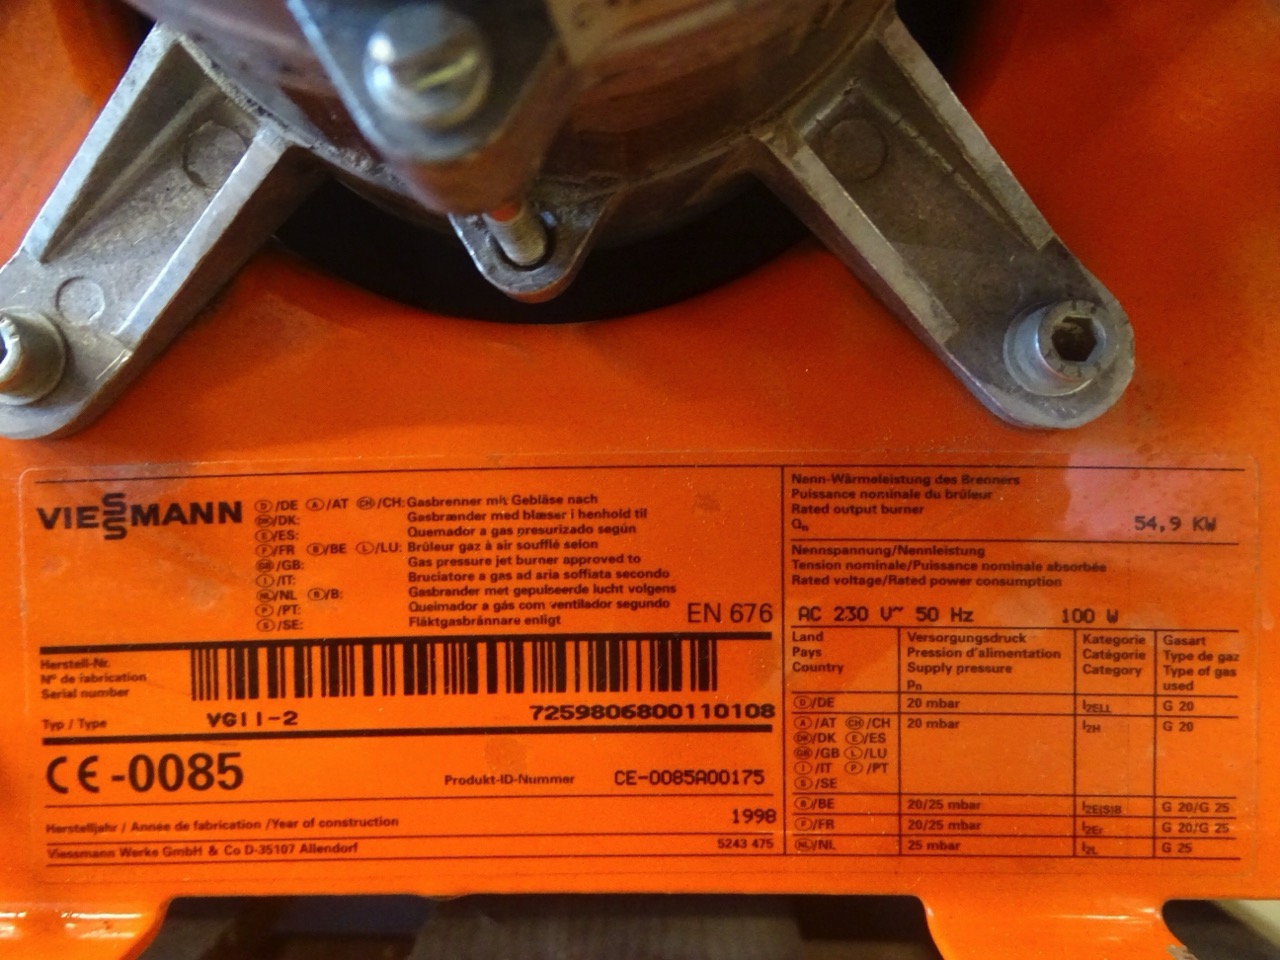 VIESSMANN
D/DE A/AT CH/CH: Gasbrenner mit Gebläse nach
DK/DK: Gasbrænder med blæser i henhold til
E/ES: Quemador a gas presurizado según
F/FR B/BE L/LU: Brûleur gaz à air soufflé selon
GB/GB: Gas pressure jet burner approved to
I/IT: Bruciatore a gas ad aria soffiata secondo
NL/NL B/B: Gasbrander met gepulseerde lucht volgens
P/PT: Queimador a gás com ventilador segundo
S/SE: Fläktgasbrännare enligt
EN 676
Herstell-Nr.
Nº de fabrication
Serial number
Typ / Type VGII-2 7259806800110108
CE-0085 Produkt-ID-Nummer CE-0085A00175
Herstelljahr / Année de fabrication /Year of construction 1998
Viessmann Werke GmbH & Co D-35107 Allendorf 5243 475
Nenn-Wärmeleistung des Brenners
Puissance nominale du brûleur
Rated output burner
Qn 54,9 KW
Nennspannung/Nennleistung
Tension nominale/Puissance nominale absorbée
Rated voltage/Rated power consumption
AC 230 V~ 50 Hz 100 W
Land Versorgungsdruck Kategorie Gasart
Pays Pression d'alimentation Catégorie Type de gaz
Country Supply pressure Category Type of gas
pn used
D/DE 20 mbar I2ELL G 20
A/AT CH/CH 20 mbar I2H G 20
DK/DK E/ES
GB/GB L/LU
I/IT P/PT
S/SE
B/BE 20/25 mbar I2E(S)B G 20/G 25
F/FR 20/25 mbar I2Er G 20/G 25
NL/NL 25 mbar I2L G 25